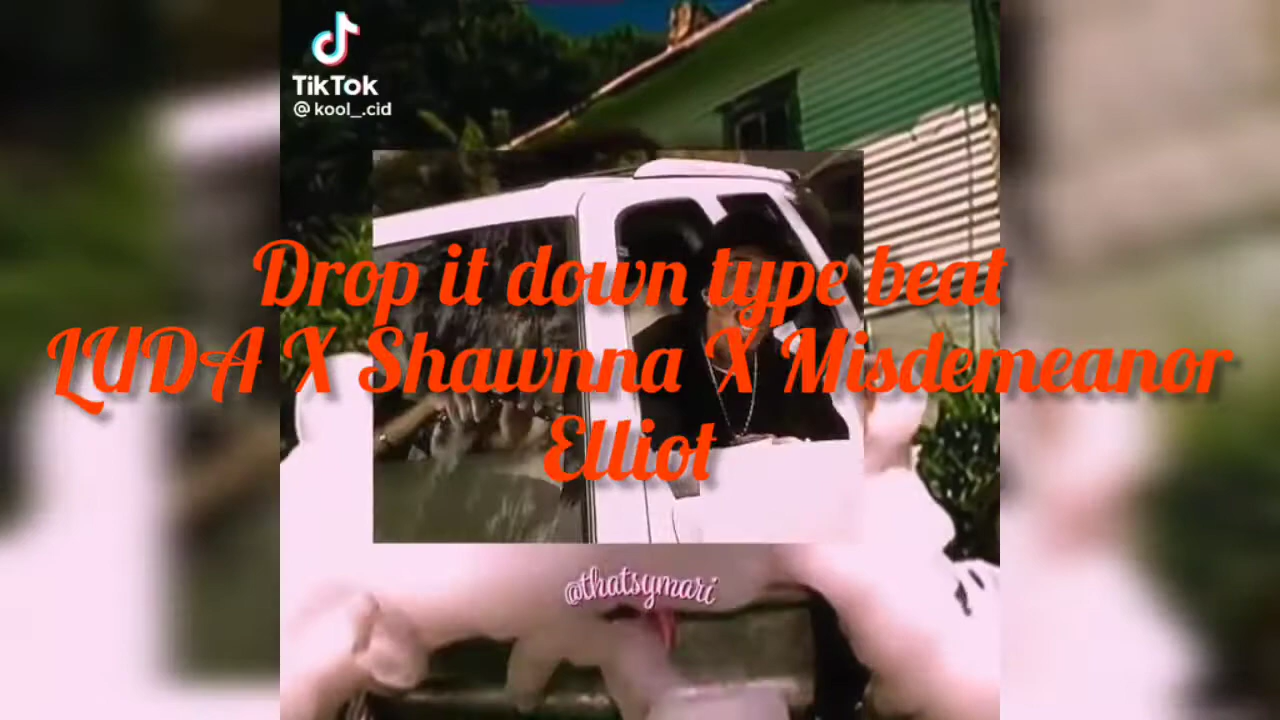 TikTok
@kool_.cid
Drop it down type beat
LUDA X Shawnna X Misdemeanor
Elliot
@thatsymari